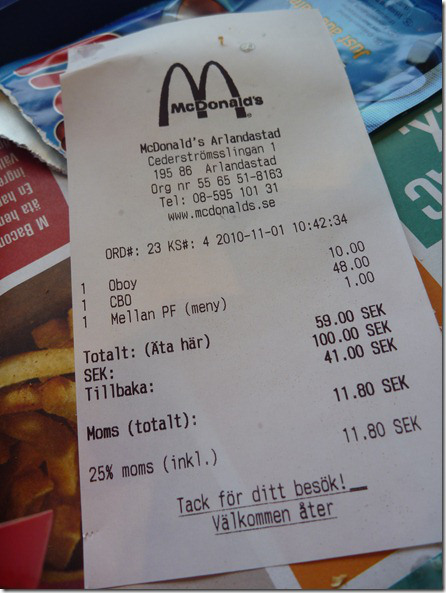 McDonald's
McDonald's Arlandastad
Cederströmsslingan 1
195 86 Arlandastad
Org nr 55 65 51-8163
Tel: 08-595 101 31
www.mcdonalds.se
ORD#: 23 KS#: 4 2010-11-01 10:42:34
1 Oboy 10.00
1 CBO 48.00
1 Mellan PF (meny) 1.00
Totalt: (Äta här) 59.00 SEK
SEK: 100.00 SEK
Tillbaka: 41.00 SEK
Moms (totalt): 11.80 SEK
25% moms (inkl.) 11.80 SEK
Tack för ditt besök!
Välkommen åter
M Bacon
En har
äta her